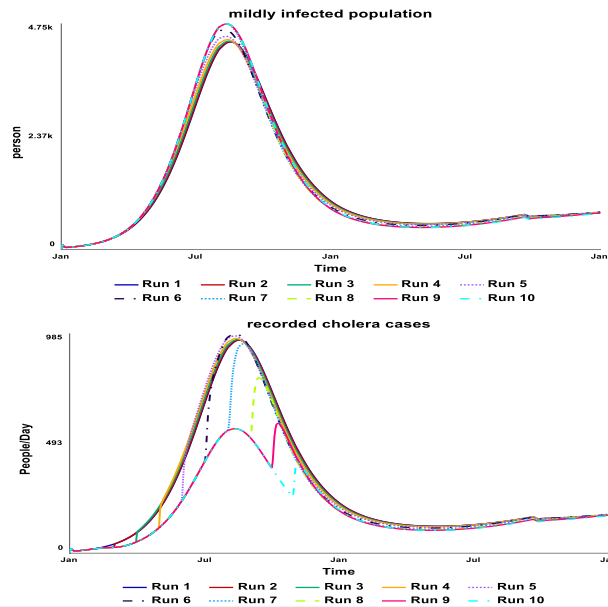 mildly infected population
4.75k
2.37k
0
person
Jan Jul Jan Jul Jan
Time
Run 1 Run 2 Run 3 Run 4 Run 5
Run 6 Run 7 Run 8 Run 9 Run 10
recorded cholera cases
985
493
0
People/Day
Jan Jul Jan Jul Jan
Time
Run 1 Run 2 Run 3 Run 4 Run 5
Run 6 Run 7 Run 8 Run 9 Run 10